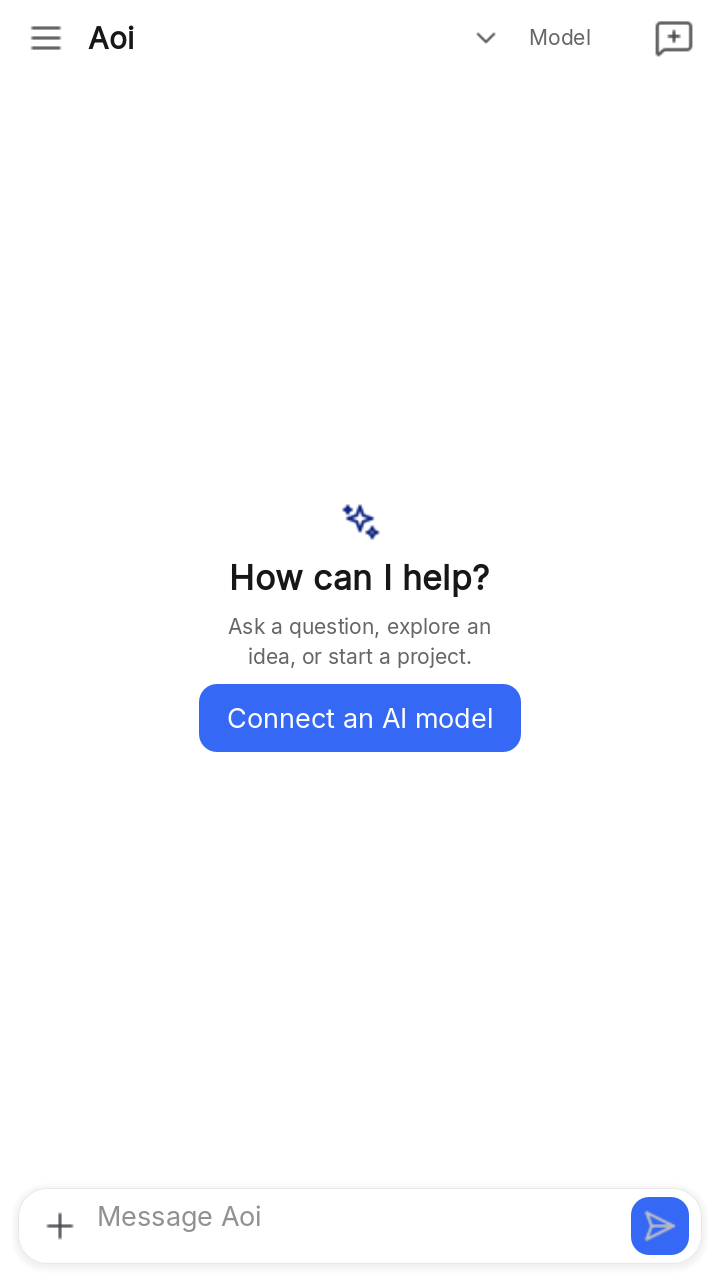 Aoi
Model
How can I help?
Ask a question, explore an
idea, or start a project.
Connect an AI model
Message Aoi